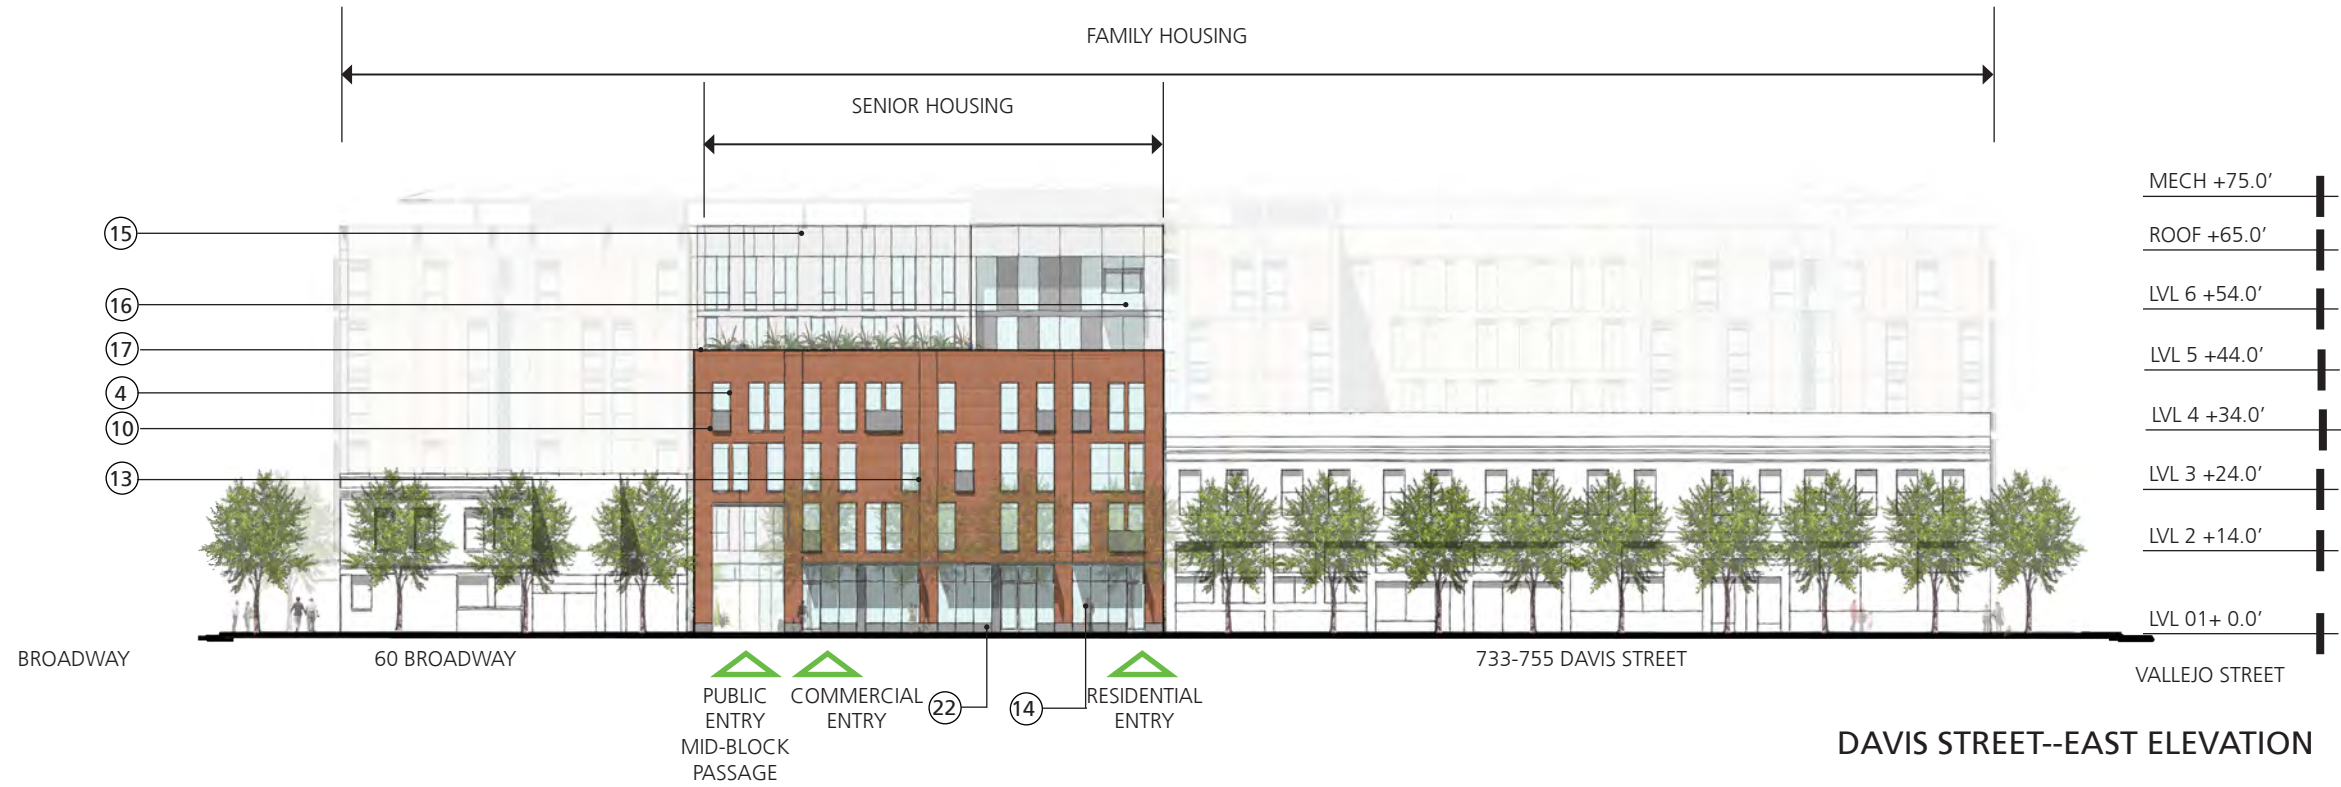 FAMILY HOUSING
SENIOR HOUSING
MECH +75.0’
ROOF +65.0’
LVL 6 +54.0’
LVL 5 +44.0’
LVL 4 +34.0’
LVL 3 +24.0’
LVL 2 +14.0’
LVL 01+ 0.0’
15
16
17
4
10
13
BROADWAY
60 BROADWAY
733-755 DAVIS STREET
VALLEJO STREET
PUBLIC
ENTRY
MID-BLOCK
PASSAGE
COMMERCIAL
ENTRY
22
14
RESIDENTIAL
ENTRY
DAVIS STREET--EAST ELEVATION